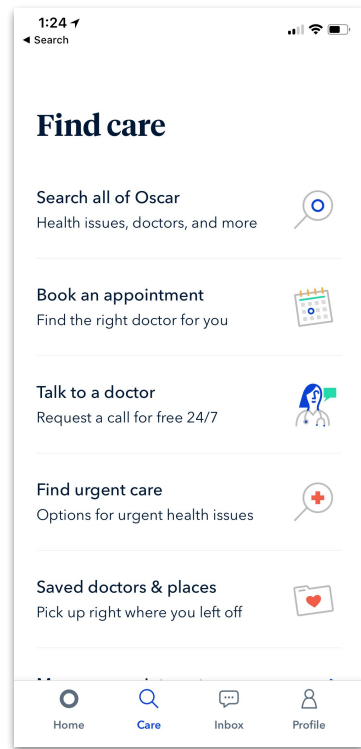 1:24
◀ Search
Find care
Search all of Oscar
Health issues, doctors, and more
Book an appointment
Find the right doctor for you
Talk to a doctor
Request a call for free 24/7
Find urgent care
Options for urgent health issues
Saved doctors & places
Pick up right where you left off
Home
Care
Inbox
Profile